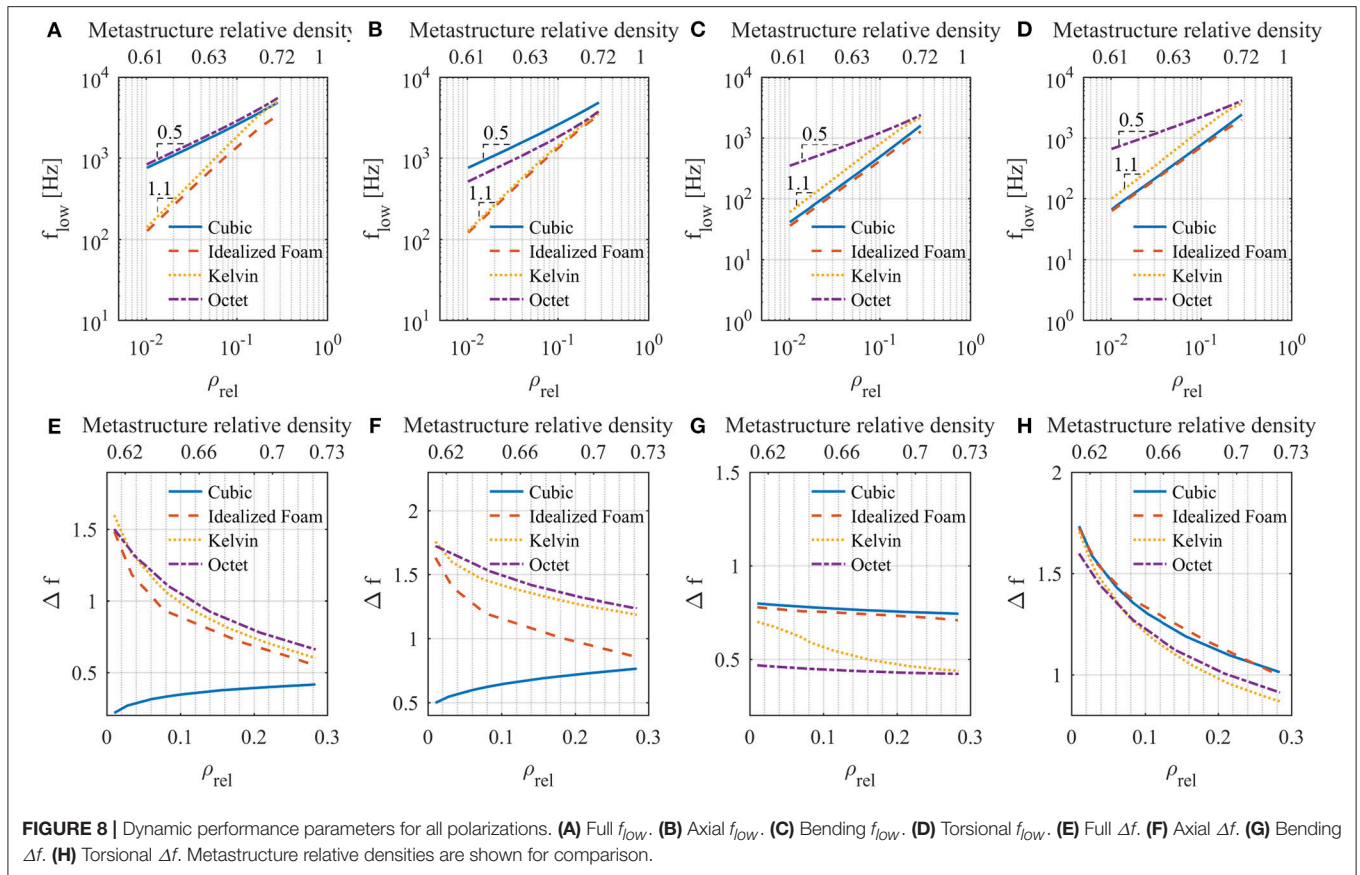 A Metastructure relative density
0.61 0.63 0.72 1
10^4
10^3
10^2
10^1
f_low [Hz]
0.5
1.1
Cubic
Idealized Foam
Kelvin
Octet
10^-2 10^-1 10^0
ρ_rel
B Metastructure relative density
0.61 0.63 0.72 1
10^4
10^3
10^2
10^1
f_low [Hz]
0.5
1.1
Cubic
Idealized Foam
Kelvin
Octet
10^-2 10^-1 10^0
ρ_rel
C Metastructure relative density
0.61 0.63 0.72 1
10^4
10^3
10^2
10^1
10^0
f_low [Hz]
0.5
1.1
Cubic
Idealized Foam
Kelvin
Octet
10^-2 10^-1 10^0
ρ_rel
D Metastructure relative density
0.61 0.63 0.72 1
10^4
10^3
10^2
10^1
10^0
f_low [Hz]
0.5
1.1
Cubic
Idealized Foam
Kelvin
Octet
10^-2 10^-1 10^0
ρ_rel
E Metastructure relative density
0.62 0.66 0.7 0.73
1.5
1
0.5
Δ f
Cubic
Idealized Foam
Kelvin
Octet
0 0.1 0.2 0.3
ρ_rel
F Metastructure relative density
0.62 0.66 0.7 0.73
2
1.5
1
0.5
Δ f
Cubic
Idealized Foam
Kelvin
Octet
0 0.1 0.2 0.3
ρ_rel
G Metastructure relative density
0.62 0.66 0.7 0.73
1.5
1
0.5
Δ f
Cubic
Idealized Foam
Kelvin
Octet
0 0.1 0.2 0.3
ρ_rel
H Metastructure relative density
0.62 0.66 0.7 0.73
2
1.5
1
Δ f
Cubic
Idealized Foam
Kelvin
Octet
0 0.1 0.2 0.3
ρ_rel
FIGURE 8 | Dynamic performance parameters for all polarizations. (A) Full f_low. (B) Axial f_low. (C) Bending f_low. (D) Torsional f_low. (E) Full Δf. (F) Axial Δf. (G) Bending
Δf. (H) Torsional Δf. Metastructure relative densities are shown for comparison.